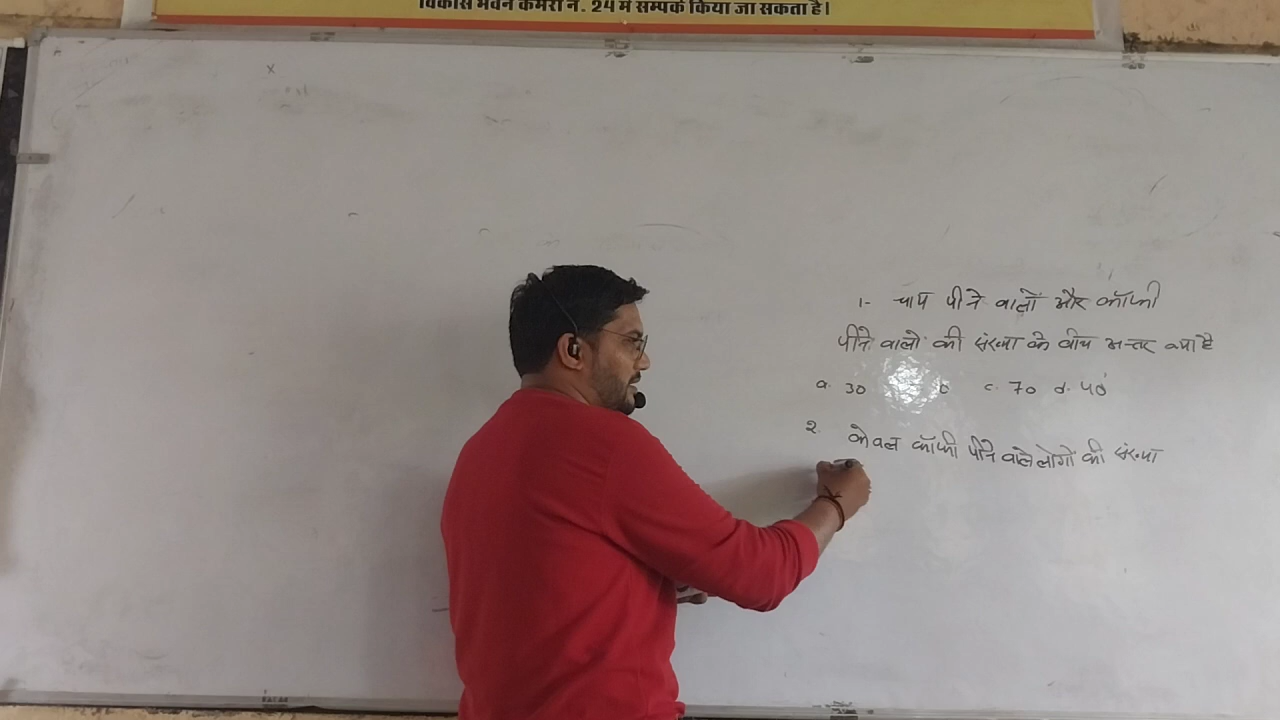 विकास भवन कमरा नं. 24 में सम्पर्क किया जा सकता है।
1- चाय पीने वालों और कॉफी
पीने वालो की संख्या के बीच अन्तर क्या है
a. 30 b c. 70 d. 40
2. केवल कॉफी पीने वाले लोगों की संख्या